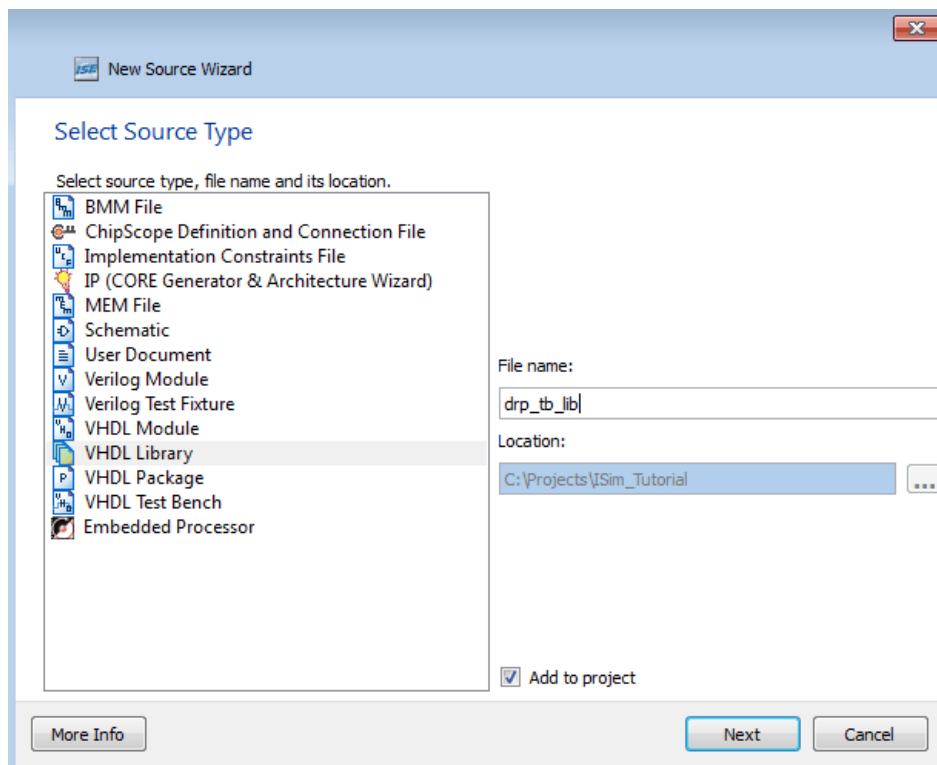 ISE New Source Wizard
Select Source Type
Select source type, file name and its location.
BMM File
ChipScope Definition and Connection File
Implementation Constraints File
IP (CORE Generator & Architecture Wizard)
MEM File
Schematic
User Document
Verilog Module
Verilog Test Fixture
VHDL Module
VHDL Library
VHDL Package
VHDL Test Bench
Embedded Processor
File name:
drp_tb_lib
Location:
C:\Projects\ISim_Tutorial
...
Add to project
More Info
Next
Cancel